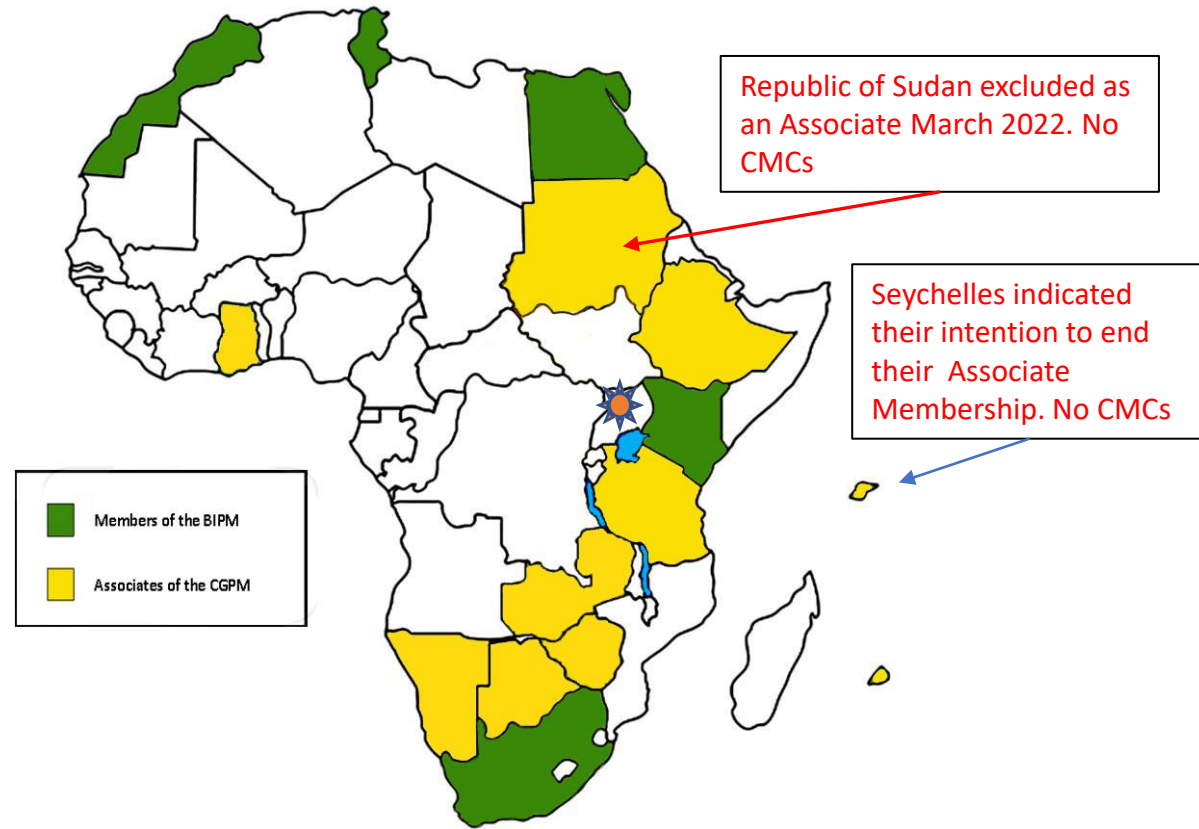 Republic of Sudan excluded as
an Associate March 2022. No
CMCs
Seychelles indicated
their intention to end
their Associate
Membership. No CMCs
Members of the BIPM
Associates of the CGPM